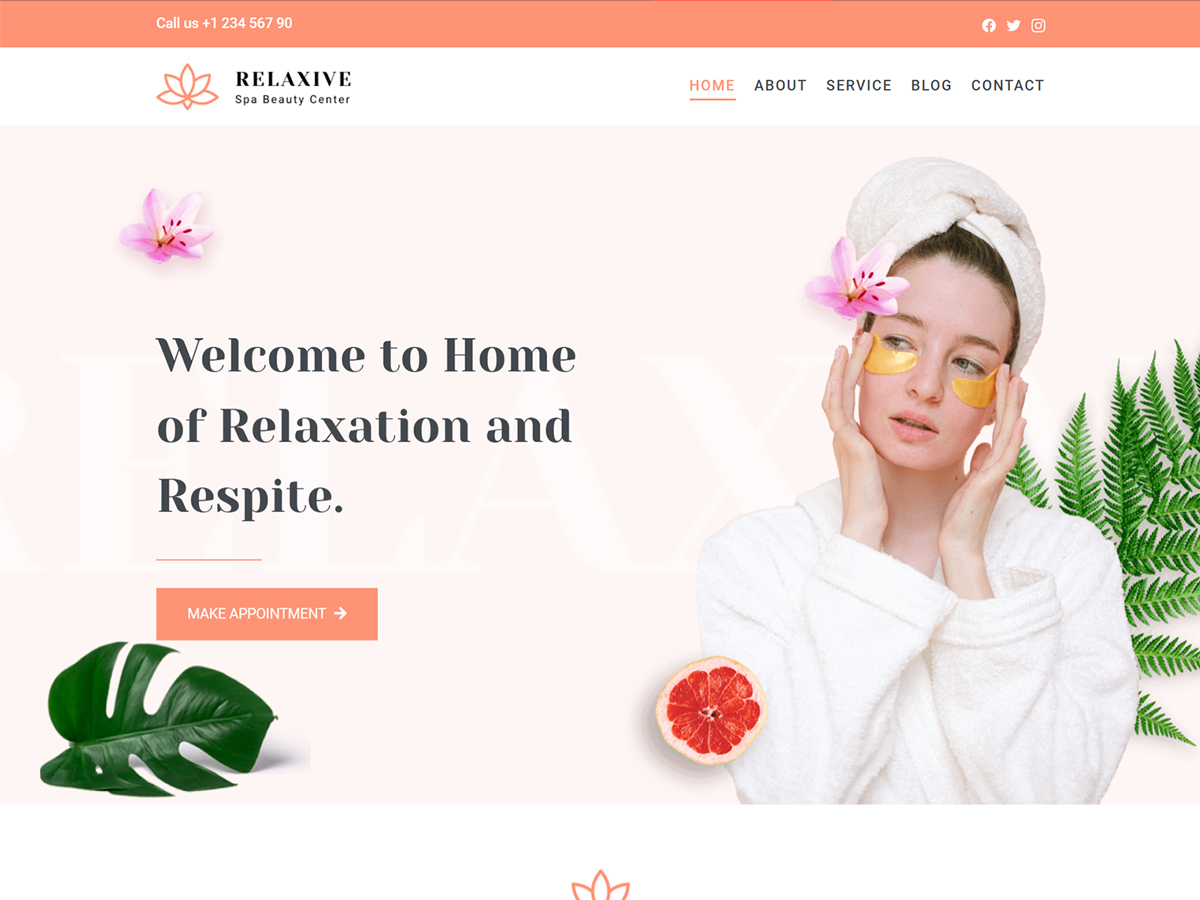 Call us +1 234 567 90
RELAXIVE
Spa Beauty Center
HOME ABOUT SERVICE BLOG CONTACT
RELAX
Welcome to Home
of Relaxation and
Respite.
MAKE APPOINTMENT